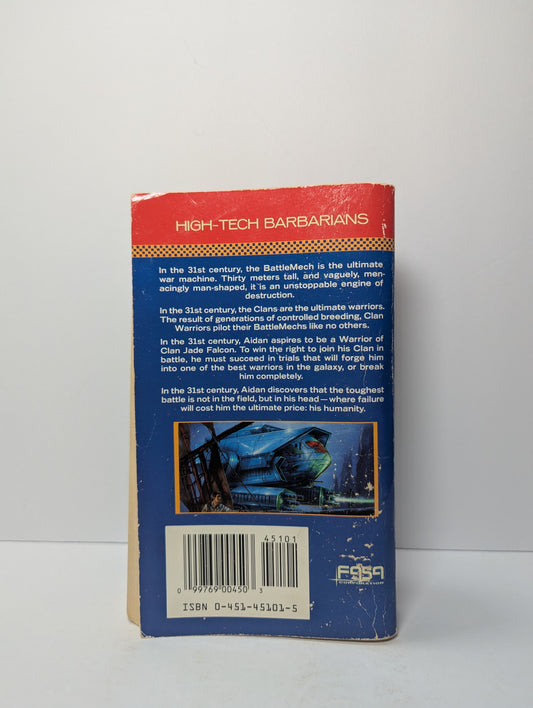 HIGH-TECH BARBARIANS
In the 31st century, the BattleMech is the ultimate
war machine. Thirty meters tall, and vaguely, men-
acingly man-shaped, it is an unstoppable engine of
destruction.
In the 31st century, the Clans are the ultimate warriors.
The result of generations of controlled breeding, Clan
Warriors pilot their BattleMechs like no others.
In the 31st century, Aidan aspires to be a Warrior of
Clan Jade Falcon. To win the right to join his Clan in
battle, he must succeed in trials that will forge him
into one of the best warriors in the galaxy, or break
him completely.
In the 31st century, Aidan discovers that the toughest
battle is not in the field, but in his head—where failure
will cost him the ultimate price: his humanity.
45101
0 99769 00450 3
ISBN 0-451-45101-5
FASA
CORPORATION